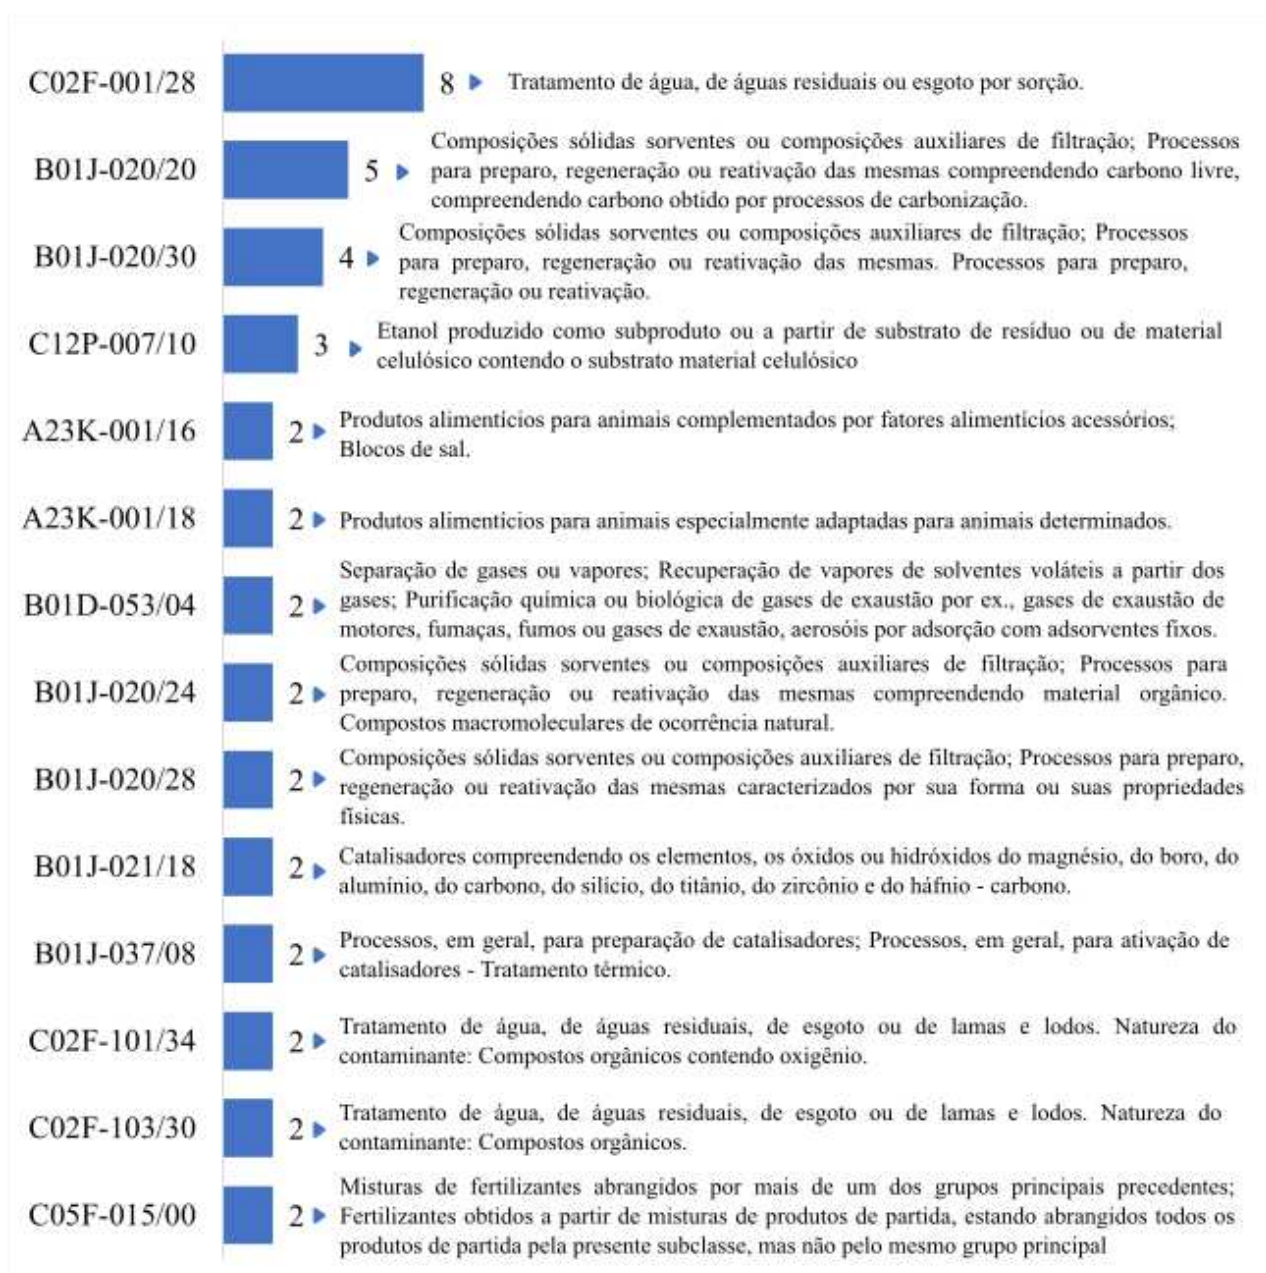 C02F-001/28 8 Tratamento de água, de águas residuais ou esgoto por sorção.
B01J-020/20 5 Composições sólidas sorventes ou composições auxiliares de filtração; Processos
para preparo, regeneração ou reativação das mesmas compreendendo carbono livre,
compreendendo carbono obtido por processos de carbonização.
B01J-020/30 4 Composições sólidas sorventes ou composições auxiliares de filtração; Processos
para preparo, regeneração ou reativação das mesmas. Processos para preparo,
regeneração ou reativação.
C12P-007/10 3 Etanol produzido como subproduto ou a partir de substrato de resíduo ou de material
celulósico contendo o substrato material celulósico
A23K-001/16 2 Produtos alimentícios para animais complementados por fatores alimentícios acessórios;
Blocos de sal.
A23K-001/18 2 Produtos alimentícios para animais especialmente adaptadas para animais determinados.
B01D-053/04 2 Separação de gases ou vapores; Recuperação de vapores de solventes voláteis a partir dos
gases; Purificação química ou biológica de gases de exaustão por ex., gases de exaustão de
motores, fumaças, fumos ou gases de exaustão, aerosóis por adsorção com adsorventes fixos.
B01J-020/24 2 Composições sólidas sorventes ou composições auxiliares de filtração; Processos para
preparo, regeneração ou reativação das mesmas compreendendo material orgânico.
Compostos macromoleculares de ocorrência natural.
B01J-020/28 2 Composições sólidas sorventes ou composições auxiliares de filtração; Processos para preparo,
regeneração ou reativação das mesmas caracterizados por sua forma ou suas propriedades
físicas.
B01J-021/18 2 Catalisadores compreendendo os elementos, os óxidos ou hidróxidos do magnésio, do boro, do
alumínio, do carbono, do silício, do titânio, do zircônio e do háfnio - carbono.
B01J-037/08 2 Processos, em geral, para preparação de catalisadores; Processos, em geral, para ativação de
catalisadores - Tratamento térmico.
C02F-101/34 2 Tratamento de água, de águas residuais, de esgoto ou de lamas e lodos. Natureza do
contaminante: Compostos orgânicos contendo oxigênio.
C02F-103/30 2 Tratamento de água, de águas residuais, de esgoto ou de lamas e lodos. Natureza do
contaminante: Compostos orgânicos.
C05F-015/00 2 Misturas de fertilizantes abrangidos por mais de um dos grupos principais precedentes;
Fertilizantes obtidos a partir de misturas de produtos de partida, estando abrangidos todos os
produtos de partida pela presente subclasse, mas não pelo mesmo grupo principal